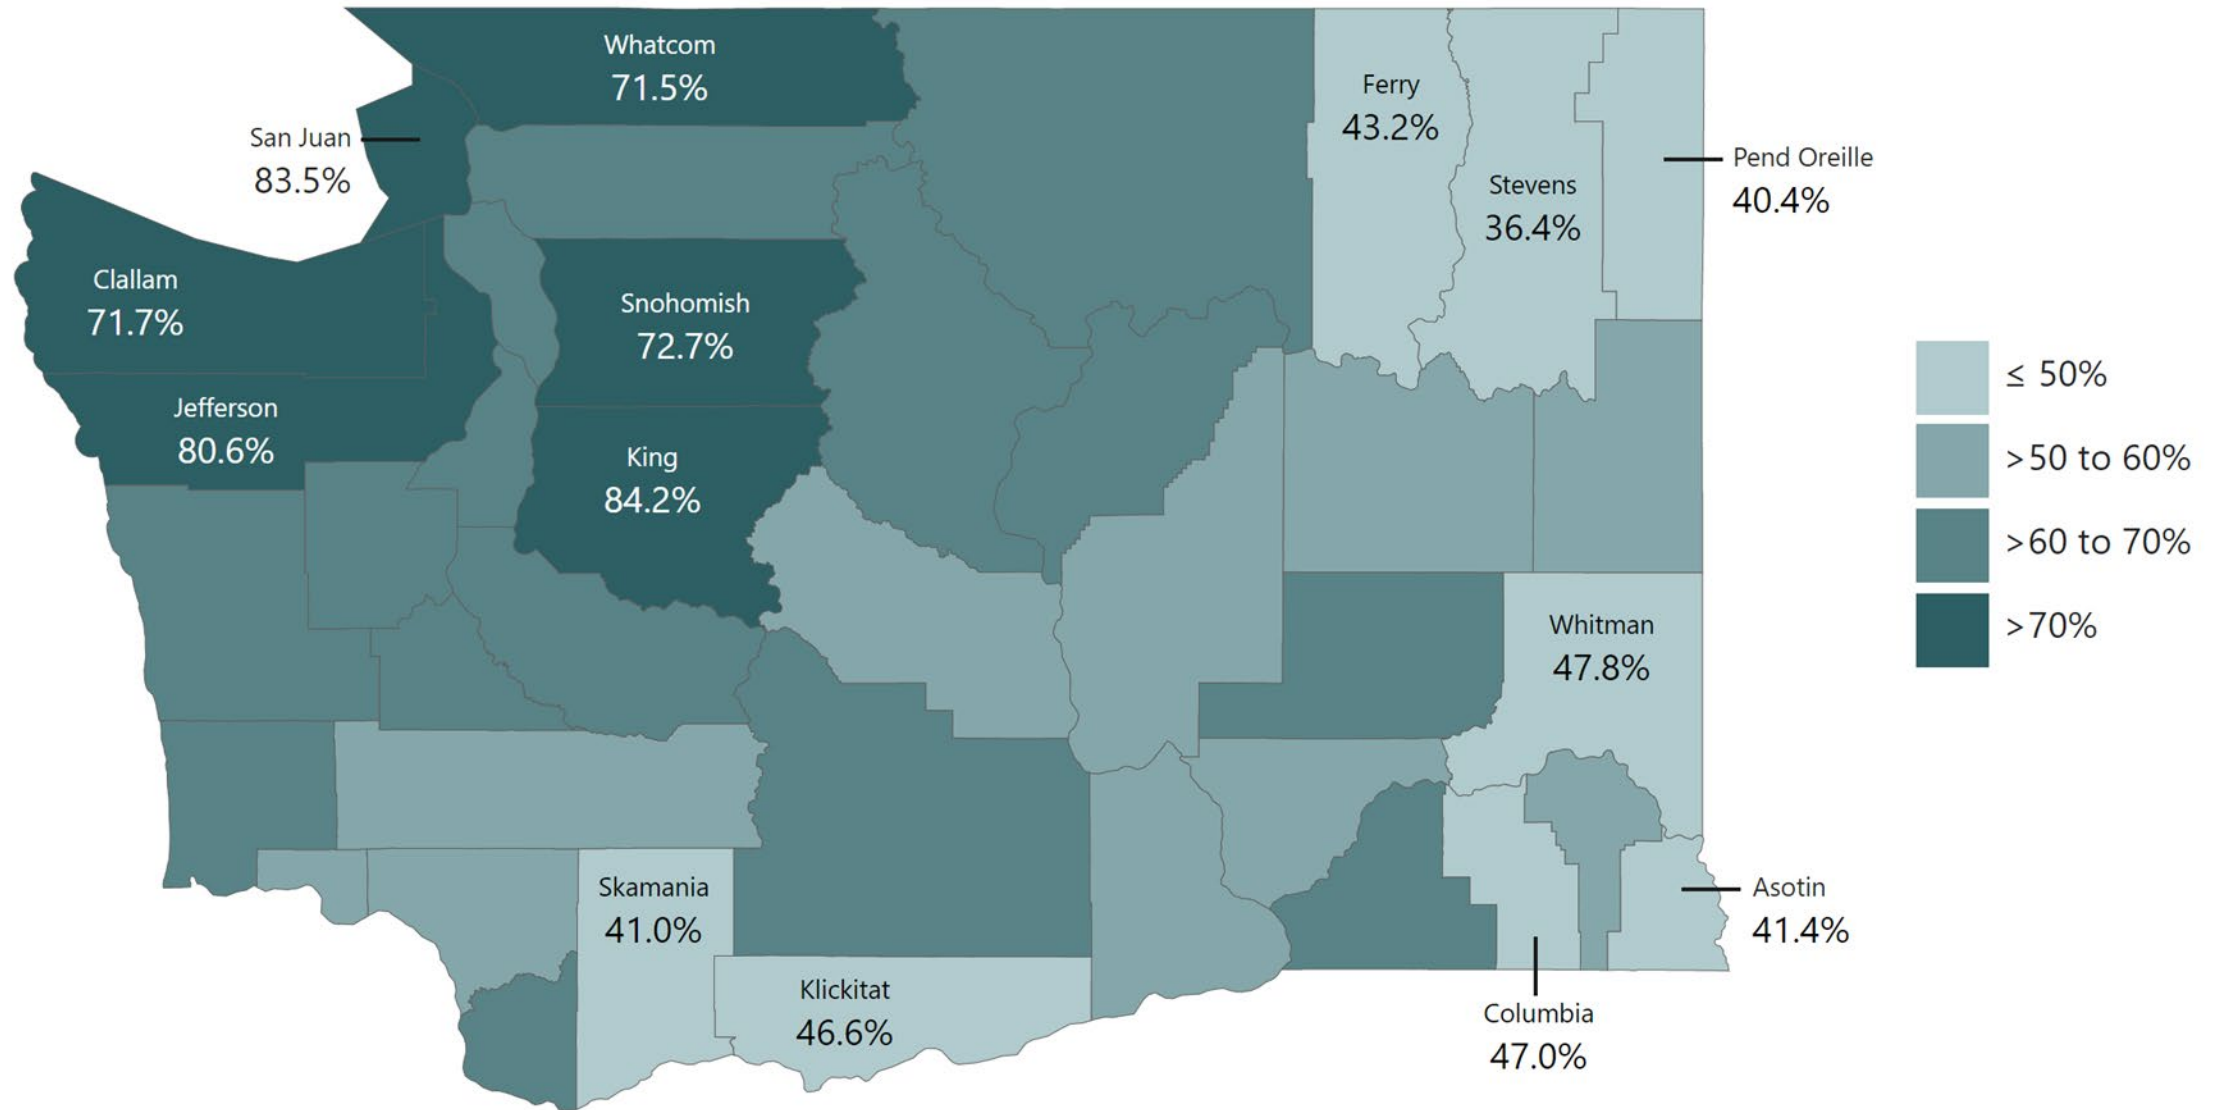 Whatcom
71.5%
Ferry
43.2%
San Juan
83.5%
Pend Oreille
40.4%
Stevens
36.4%
Clallam
71.7%
Snohomish
72.7%
Jefferson
80.6%
King
84.2%
≤ 50%
>50 to 60%
>60 to 70%
>70%
Whitman
47.8%
Skamania
41.0%
Asotin
41.4%
Klickitat
46.6%
Columbia
47.0%